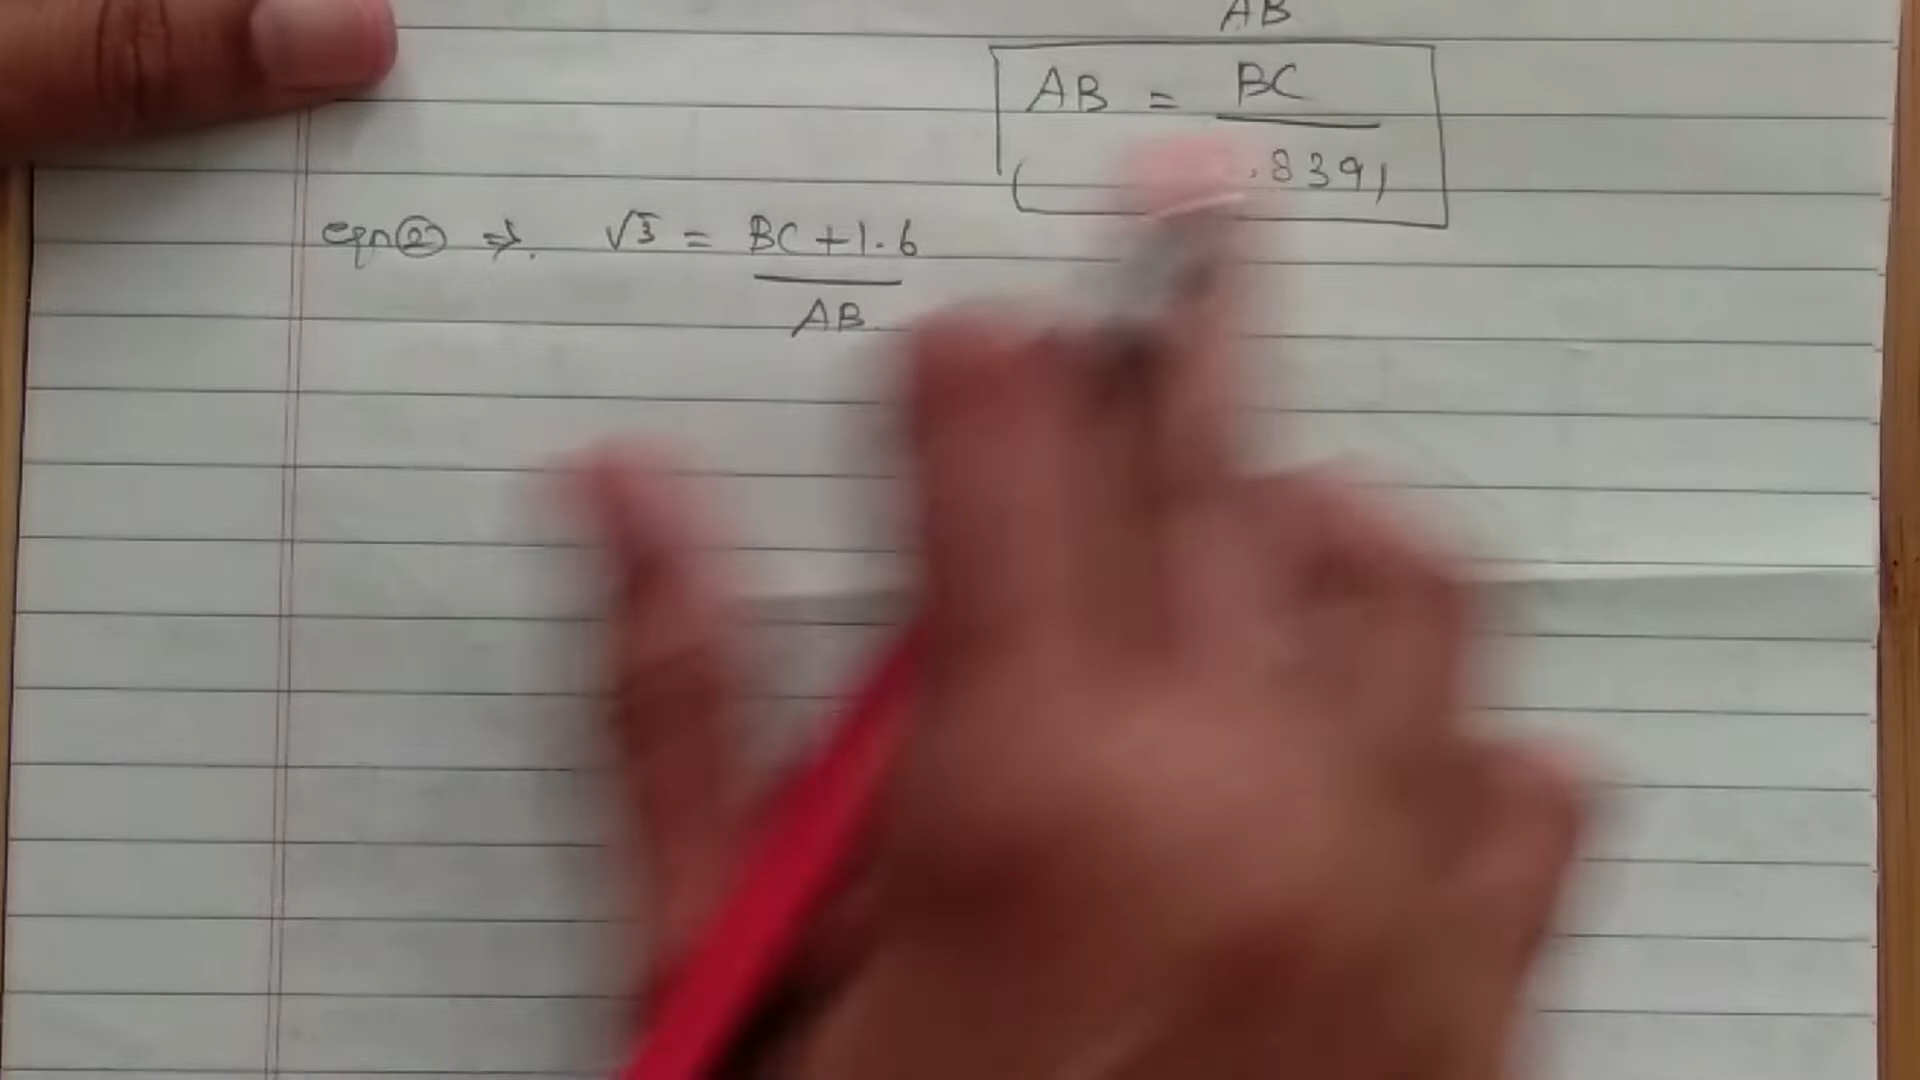 AB
AB = BC
.8391
eqn② ⇒. √3 = BC + 1.6
AB